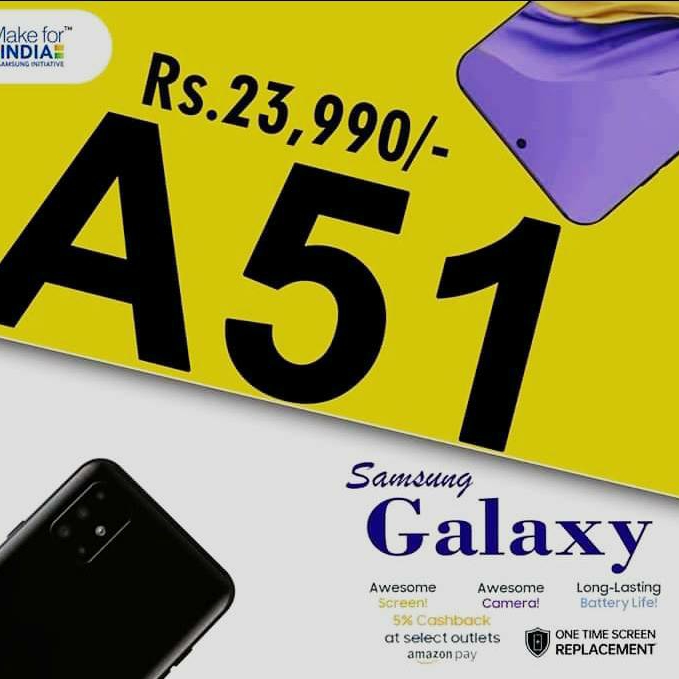 Make for™
INDIA
SAMSUNG INITIATIVE
Rs.23,990/-
A51
Samsung
Galaxy
Awesome Screen!
Awesome Camera!
Long-Lasting Battery Life!
5% Cashback
at select outlets
amazon pay
ONE TIME SCREEN
REPLACEMENT